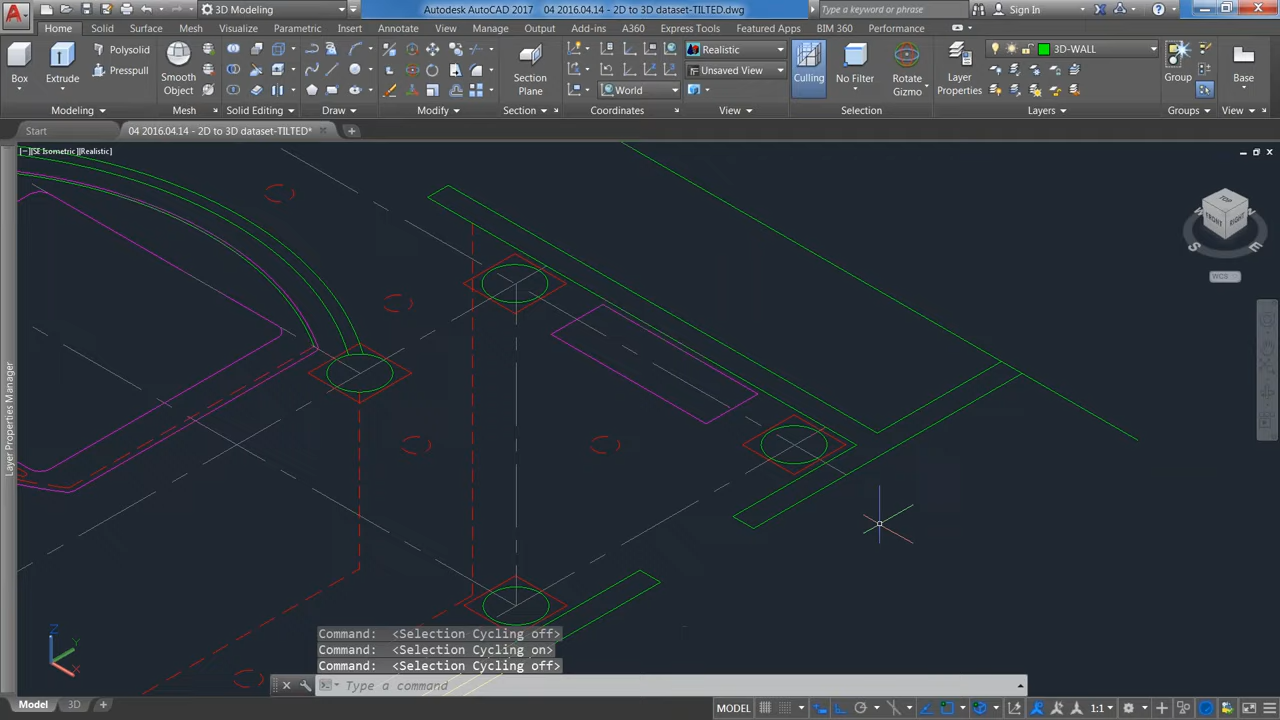 3D Modeling
Autodesk AutoCAD 2017 04 2016.04.14 - 2D to 3D dataset-TILTED.dwg
Type a keyword or phrase
Sign In
Home Solid Surface Mesh Visualize Parametric Insert Annotate View Manage Output Add-ins A360 Express Tools Featured Apps BIM 360 Performance
Box
Extrude
Polysolid
Presspull
Smooth
Object
Section
Plane
Realistic
Unsaved View
World
Culling
No Filter
Rotate
Gizmo
Layer
Properties
3D-WALL
Group
Base
Modeling Mesh Solid Editing Draw Modify Section Coordinates View Selection Layers Groups View
Start 04 2016.04.14 - 2D to 3D dataset-TILTED*
[−][SE Isometric][Realistic]
TOP
FRONT RIGHT
S E
WCS
Layer Properties Manager
Z
Y
X
Command: <Selection Cycling off>
Command: <Selection Cycling on>
Command: <Selection Cycling off>
Type a command
Model 3D MODEL 1:1